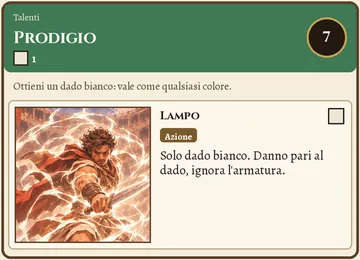 Talenti
Prodigio
7
1
Ottieni un dado bianco: vale come qualsiasi colore.
Lampo
Azione
Solo dado bianco. Danno pari al
dado, ignora l'armatura.